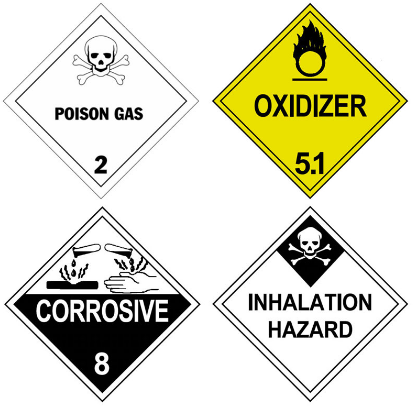 POISON GAS
2
OXIDIZER
5.1
CORROSIVE
8
INHALATION
HAZARD